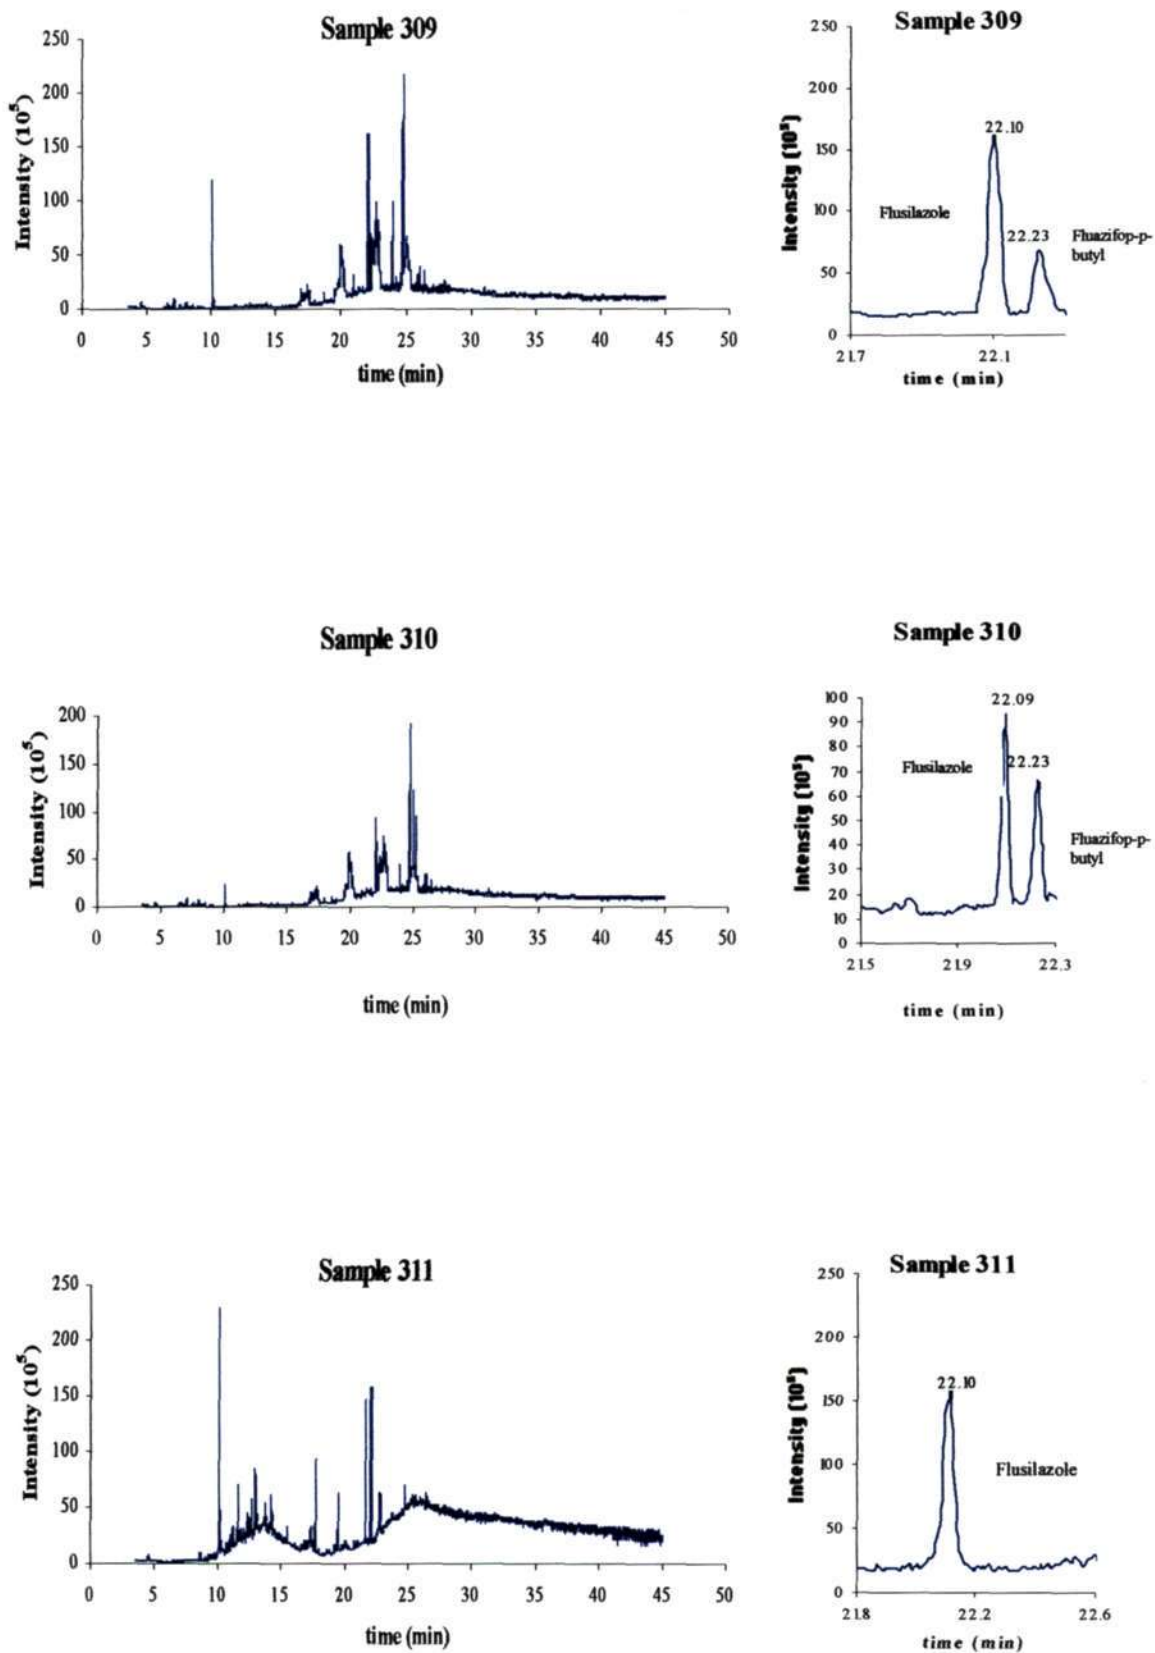 Sample 309
250
200
150
100
50
0
Intensity (10⁵)
0 5 10 15 20 25 30 35 40 45 50
time (min)
Sample 309
250
200
150
100
50
0
Intensity (10⁵)
22.10
Flusilazole
22.23
Fluazifop-p-
butyl
21.7 22.1
time (min)
Sample 310
200
150
100
50
0
Intensity (10⁵)
0 5 10 15 20 25 30 35 40 45 50
time (min)
Sample 310
100
90
80
70
60
50
40
30
20
10
0
Intensity (10⁵)
22.09
Flusilazole
22.23
Fluazifop-p-
butyl
21.5 21.9 22.3
time (min)
Sample 311
250
200
150
100
50
0
Intensity (10⁵)
0 5 10 15 20 25 30 35 40 45 50
time (min)
Sample 311
250
200
150
100
50
0
Intensity (10⁵)
22.10
Flusilazole
21.8 22.2 22.6
time (min)